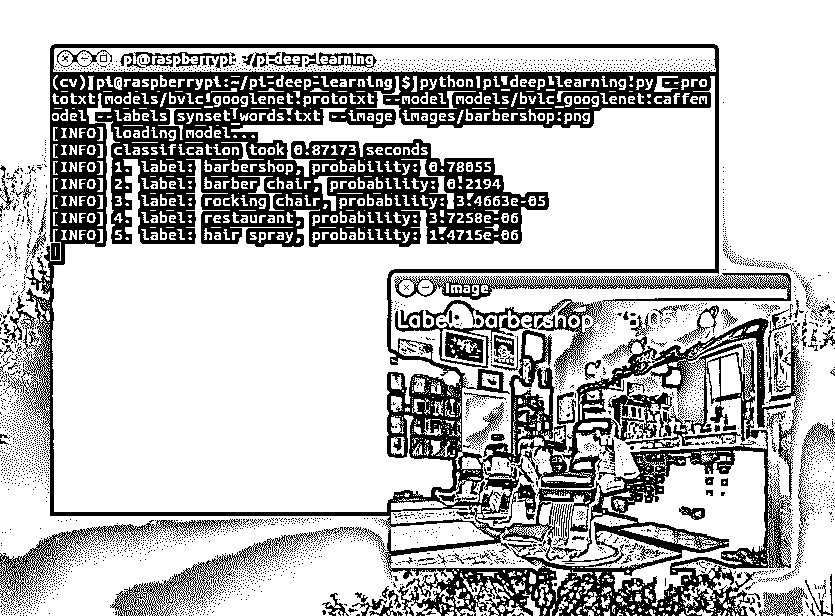 pi@raspberrypi: ~/pi-deep-learning
(cv) pi@raspberrypi:~/pi-deep-learning $ python pi_deep_learning.py --pro
totxt models/bvlc_googlenet.prototxt --model models/bvlc_googlenet.caffem
odel --labels synset_words.txt --image images/barbershop.png
[INFO] loading model...
[INFO] classification took 0.87173 seconds
[INFO] 1. label: barbershop, probability: 0.78055
[INFO] 2. label: barber chair, probability: 0.2194
[INFO] 3. label: rocking chair, probability: 3.4663e-05
[INFO] 4. label: restaurant, probability: 3.7258e-06
[INFO] 5. label: hair spray, probability: 1.4715e-06
Image
Label: barbershop